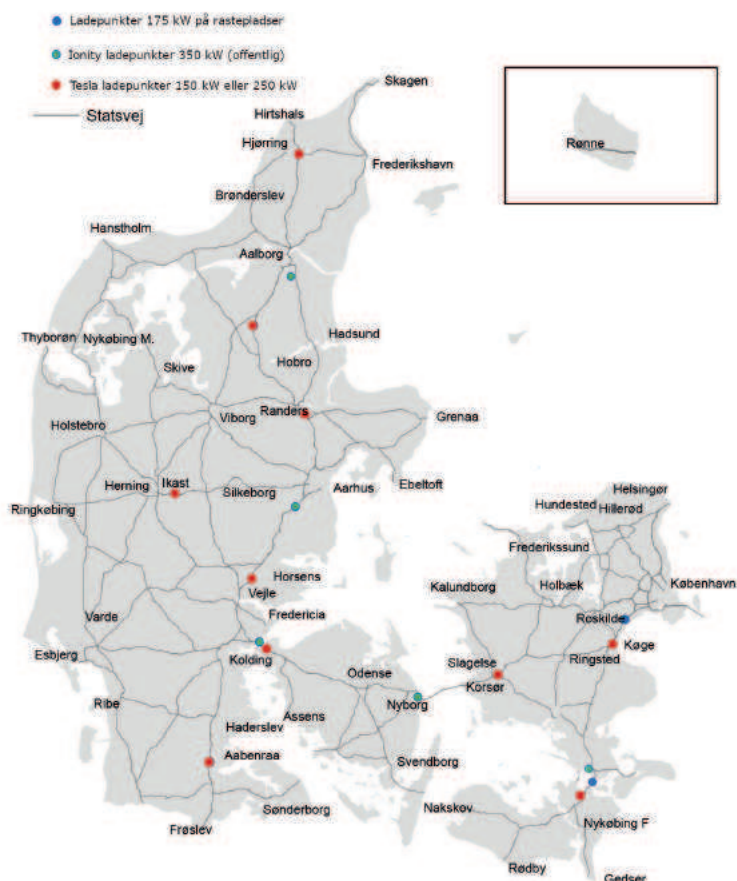 Ladepunkter 175 kW på rastepladser
Ionity ladepunkter 350 kW (offentlig)
Tesla ladepunkter 150 kW eller 250 kW
Statsvej
Skagen
Hirtshals
Hjørring
Rønne
Frederikshavn
Brønderslev
Hanstholm
Aalborg
Thyborøn
Nykøbing M.
Hadsund
Skive
Hobro
Randers
Viborg
Grenaa
Holstebro
Herning
Ikast
Silkeborg
Aarhus
Ebeltoft
Helsingør
Hundested
Hillerød
Ringkøbing
Frederikssund
Horsens
Kalundborg
Holbæk
København
Vejle
Varde
Fredericia
Roskilde
Køge
Esbjerg
Kolding
Slagelse
Ringsted
Odense
Korsør
Ribe
Nyborg
Assens
Haderslev
Aabenraa
Svendborg
Sønderborg
Nakskov
Nykøbing F
Frøslev
Rødby
Gedser